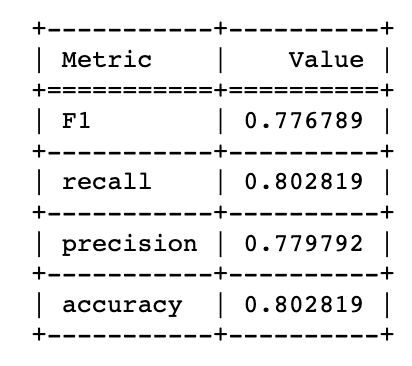 +-----------+----------+
| Metric    |    Value |
+===========+==========+
| F1        | 0.776789 |
+-----------+----------+
| recall    | 0.802819 |
+-----------+----------+
| precision | 0.779792 |
+-----------+----------+
| accuracy  | 0.802819 |
+-----------+----------+